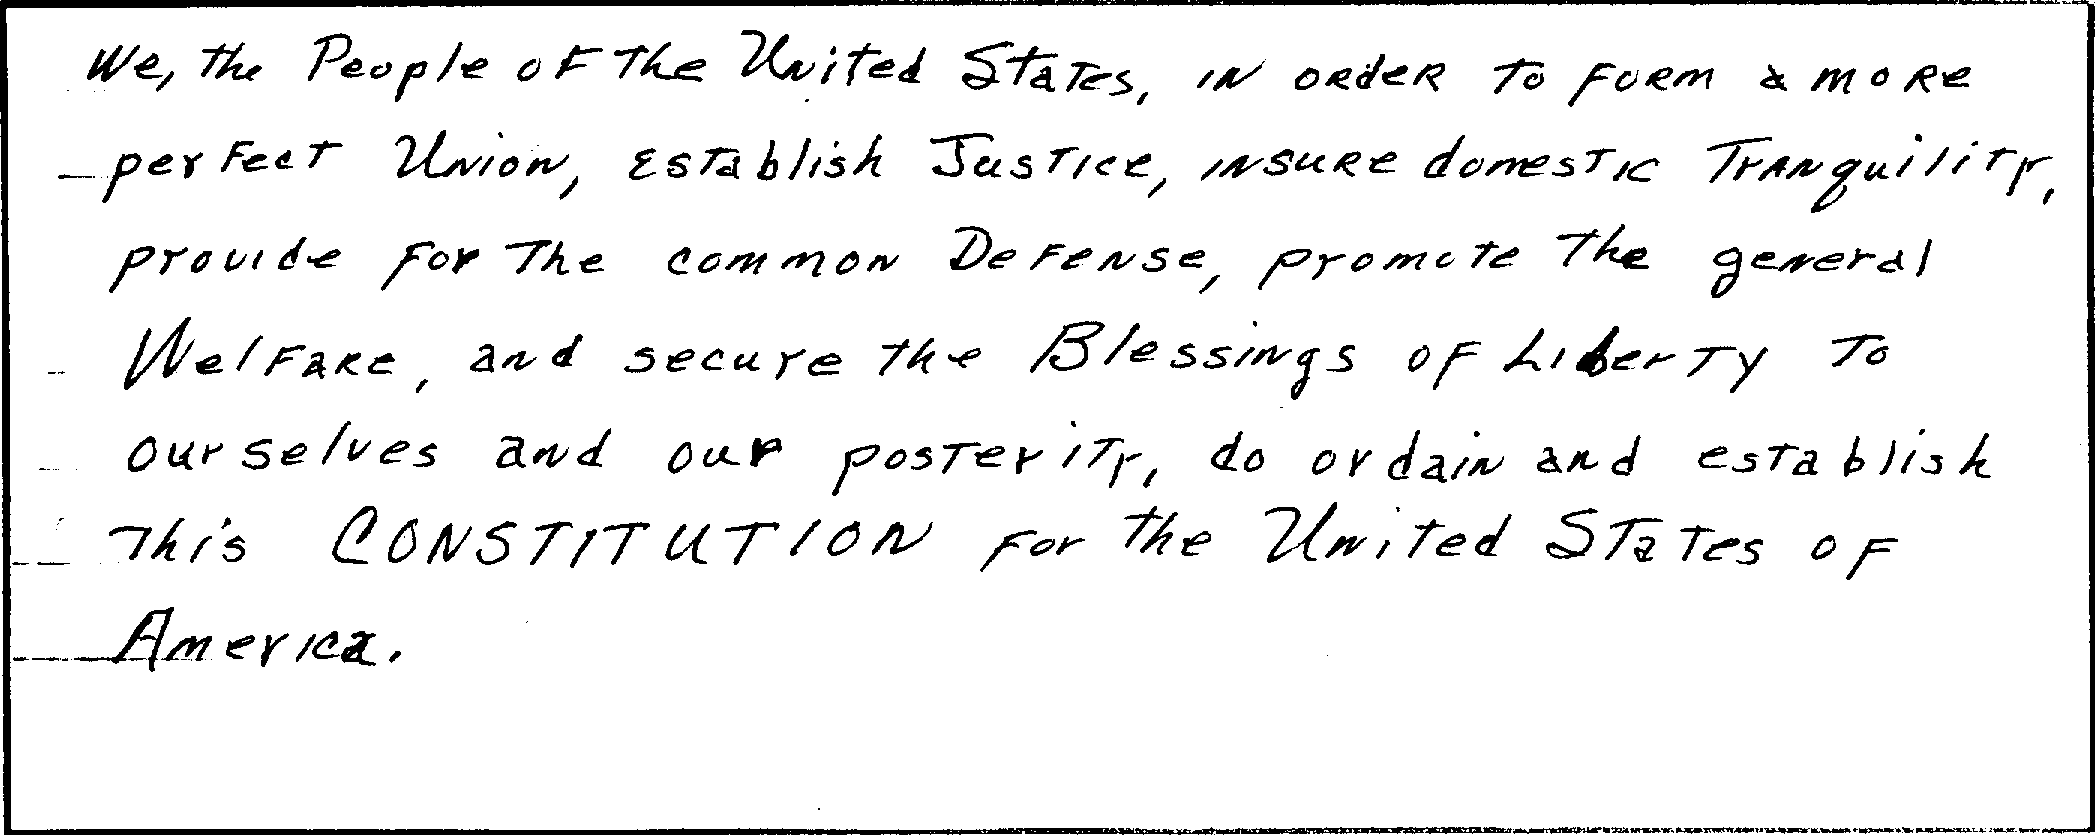 We, the People of the United States, in order to form a more
perfect Union, establish Justice, insure domestic Tranquility,
provide for the common Defense, promote the general
Welfare, and secure the Blessings of Liberty to
ourselves and our posterity, do ordain and establish
this CONSTITUTION for the United States of
America.